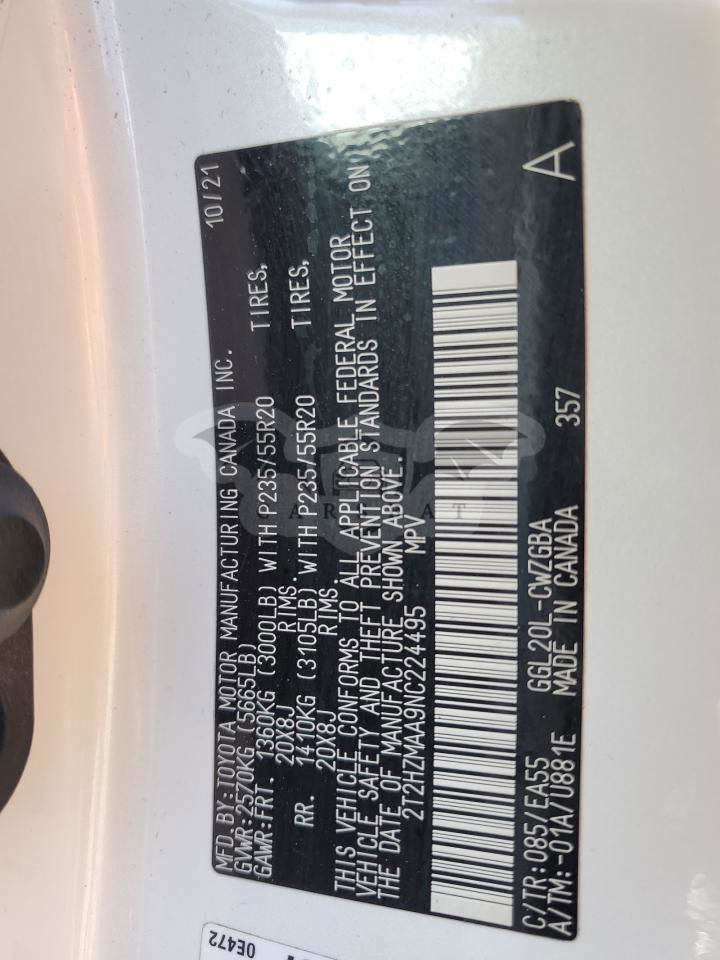 MFD.BY:TOYOTA MOTOR MANUFACTURING CANADA INC. 10/21
GVWR:2570KG (5665LB)
GAWR:FRT. 1360KG (3000LB) WITH P235/55R20 TIRES,
20X8J RIMS.
RR. 1410KG (3105LB) WITH P235/55R20 TIRES,
20X8J RIMS.
THIS VEHICLE CONFORMS TO ALL APPLICABLE FEDERAL MOTOR
VEHICLE SAFETY AND THEFT PREVENTION STANDARDS IN EFFECT ON
THE DATE OF MANUFACTURE SHOWN ABOVE.
2T2HZMAA9NC224495 MPV
C/TR:085/EA55 GGL20L-CWZGBA A
A/TM:-01A/U881E MADE IN CANADA 357
0E472